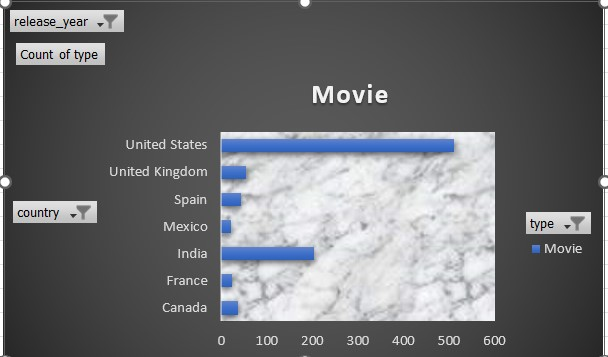 release_year
Count of type
Movie
United States
United Kingdom
Spain
Mexico
India
France
Canada
country
type
Movie
0 100 200 300 400 500 600